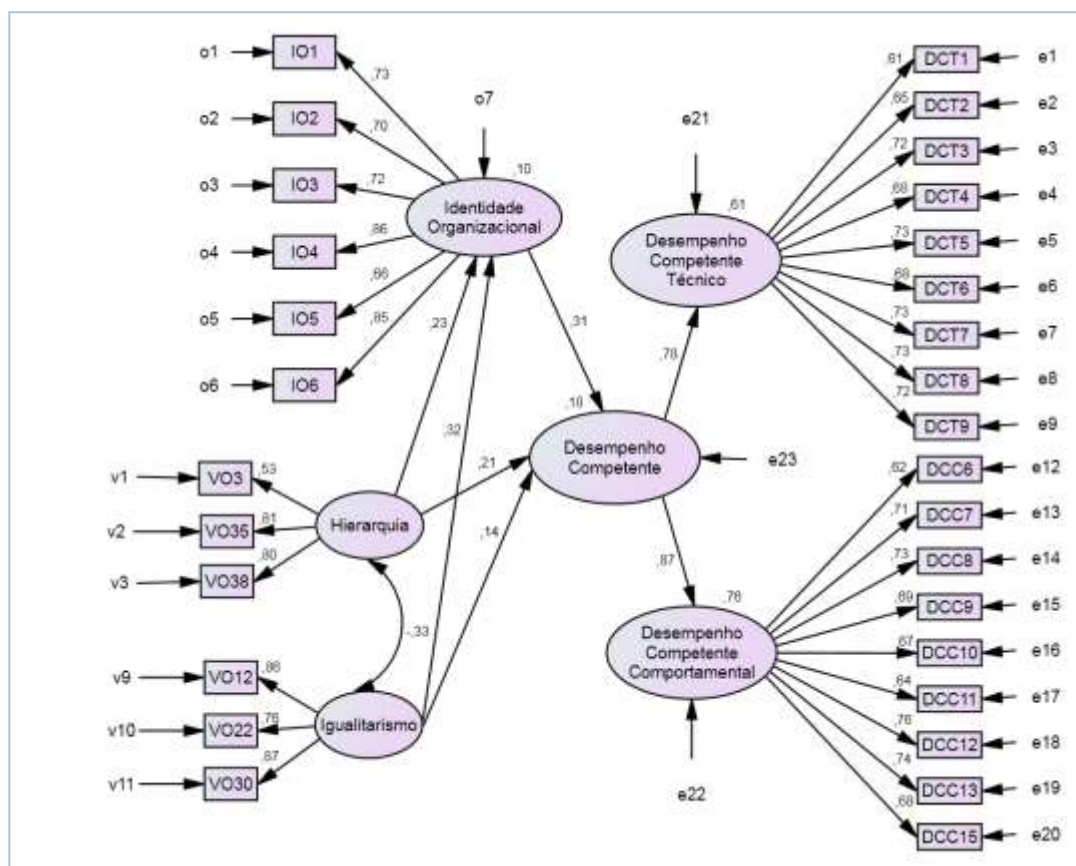 o1
IO1
,73
o2
IO2
,70
o3
IO3
,72
o4
IO4
,86
o5
IO5
,66
o6
IO6
,85
o7
,10
Identidade
Organizacional
,23
,32
,31
v1
VO3
,53
v2
VO35
,81
v3
VO38
,80
Hierarquia
,21
,14
-,33
v9
VO12
,86
v10
VO22
,76
v11
VO30
,87
Igualitarismo
,18
Desempenho
Competente
e23
,78
,87
e21
,61
Desempenho
Competente
Técnico
,76
Desempenho
Competente
Comportamental
e22
,61
DCT1
e1
,65
DCT2
e2
,72
DCT3
e3
,68
DCT4
e4
,73
DCT5
e5
,68
DCT6
e6
,73
DCT7
e7
,73
DCT8
e8
,72
DCT9
e9
,62
DCC6
e12
,71
DCC7
e13
,73
DCC8
e14
,69
DCC9
e15
,67
DCC10
e16
,64
DCC11
e17
,76
DCC12
e18
,74
DCC13
e19
,68
DCC15
e20